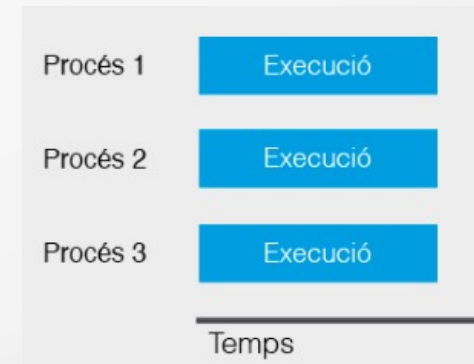 Procés 1 Execució
Procés 2 Execució
Procés 3 Execució
Temps